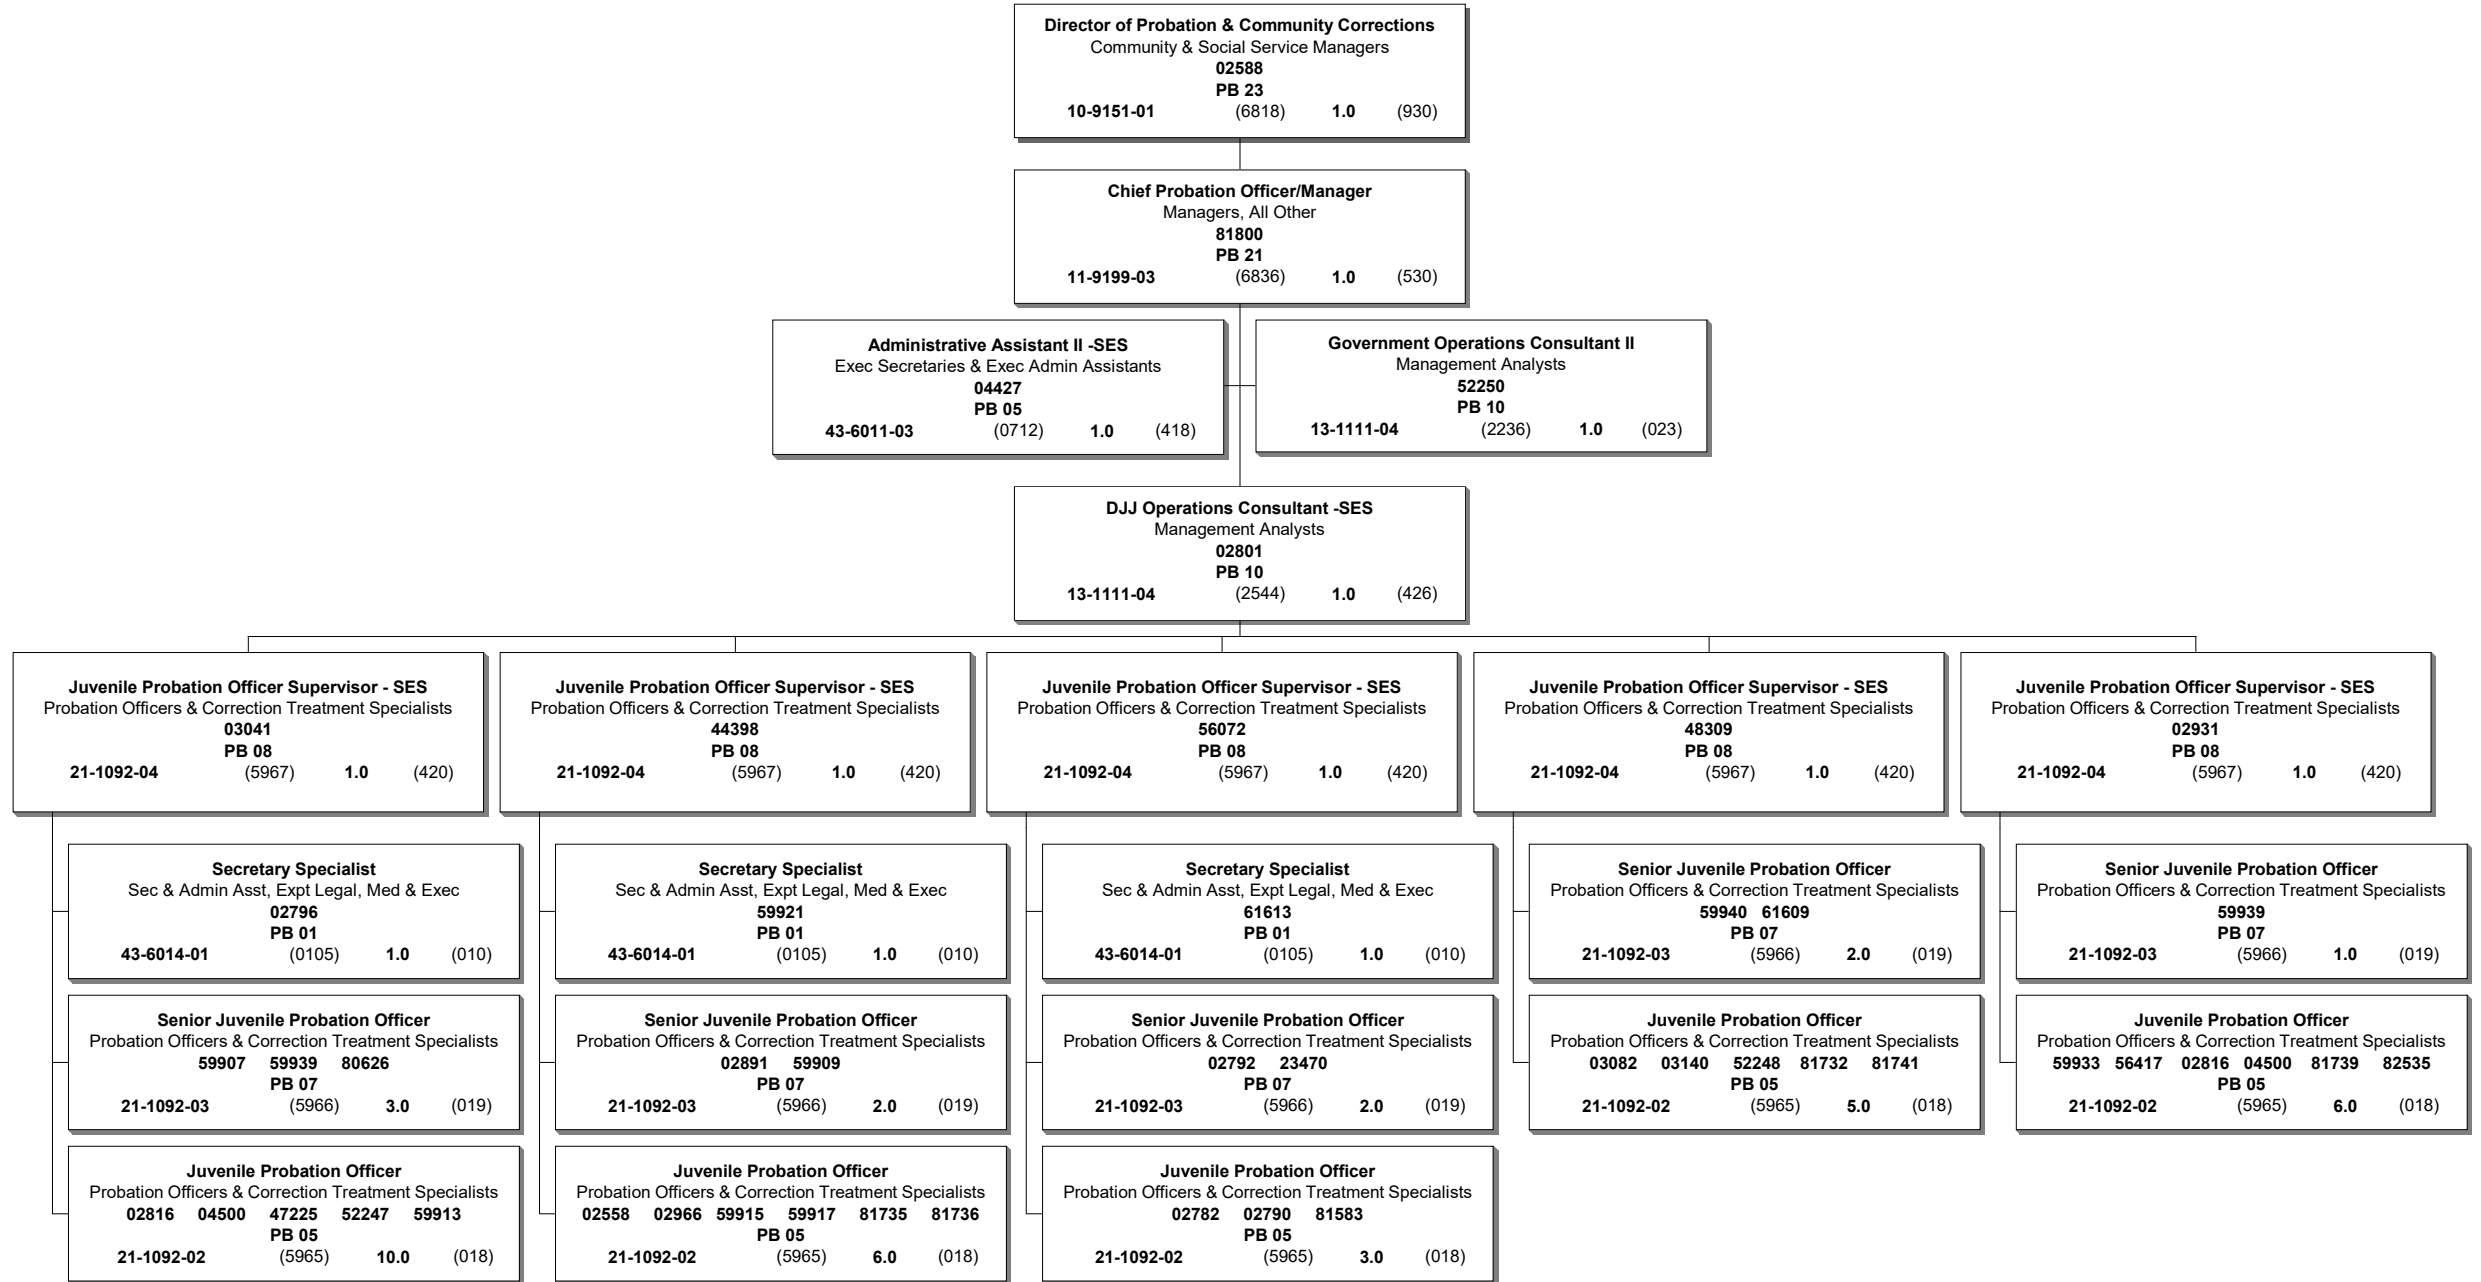 Director of Probation & Community Corrections
Community & Social Service Managers
02588
PB 23
10-9151-01 (6818) 1.0 (930)
Chief Probation Officer/Manager
Managers, All Other
81800
PB 21
11-9199-03 (6836) 1.0 (530)
Administrative Assistant II -SES
Exec Secretaries & Exec Admin Assistants
04427
PB 05
43-6011-03 (0712) 1.0 (418)
Government Operations Consultant II
Management Analysts
52250
PB 10
13-1111-04 (2236) 1.0 (023)
DJJ Operations Consultant -SES
Management Analysts
02801
PB 10
13-1111-04 (2544) 1.0 (426)
Juvenile Probation Officer Supervisor - SES
Probation Officers & Correction Treatment Specialists
03041
PB 08
21-1092-04 (5967) 1.0 (420)
Secretary Specialist
Sec & Admin Asst, Expt Legal, Med & Exec
02796
PB 01
43-6014-01 (0105) 1.0 (010)
Senior Juvenile Probation Officer
Probation Officers & Correction Treatment Specialists
59907 59939 80626
PB 07
21-1092-03 (5966) 3.0 (019)
Juvenile Probation Officer
Probation Officers & Correction Treatment Specialists
02816 04500 47225 52247 59913
PB 05
21-1092-02 (5965) 10.0 (018)
Juvenile Probation Officer Supervisor - SES
Probation Officers & Correction Treatment Specialists
44398
PB 08
21-1092-04 (5967) 1.0 (420)
Secretary Specialist
Sec & Admin Asst, Expt Legal, Med & Exec
59921
PB 01
43-6014-01 (0105) 1.0 (010)
Senior Juvenile Probation Officer
Probation Officers & Correction Treatment Specialists
02891 59909
PB 07
21-1092-03 (5966) 2.0 (019)
Juvenile Probation Officer
Probation Officers & Correction Treatment Specialists
02558 02966 59915 59917 81735 81736
PB 05
21-1092-02 (5965) 6.0 (018)
Juvenile Probation Officer Supervisor - SES
Probation Officers & Correction Treatment Specialists
56072
PB 08
21-1092-04 (5967) 1.0 (420)
Secretary Specialist
Sec & Admin Asst, Expt Legal, Med & Exec
61613
PB 01
43-6014-01 (0105) 1.0 (010)
Senior Juvenile Probation Officer
Probation Officers & Correction Treatment Specialists
02792 23470
PB 07
21-1092-03 (5966) 2.0 (019)
Juvenile Probation Officer
Probation Officers & Correction Treatment Specialists
02782 02790 81583
PB 05
21-1092-02 (5965) 3.0 (018)
Juvenile Probation Officer Supervisor - SES
Probation Officers & Correction Treatment Specialists
48309
PB 08
21-1092-04 (5967) 1.0 (420)
Senior Juvenile Probation Officer
Probation Officers & Correction Treatment Specialists
59940 61609
PB 07
21-1092-03 (5966) 2.0 (019)
Juvenile Probation Officer
Probation Officers & Correction Treatment Specialists
03082 03140 52248 81732 81741
PB 05
21-1092-02 (5965) 5.0 (018)
Juvenile Probation Officer Supervisor - SES
Probation Officers & Correction Treatment Specialists
02931
PB 08
21-1092-04 (5967) 1.0 (420)
Senior Juvenile Probation Officer
Probation Officers & Correction Treatment Specialists
59939
PB 07
21-1092-03 (5966) 1.0 (019)
Juvenile Probation Officer
Probation Officers & Correction Treatment Specialists
59933 56417 02816 04500 81739 82535
PB 05
21-1092-02 (5965) 6.0 (018)